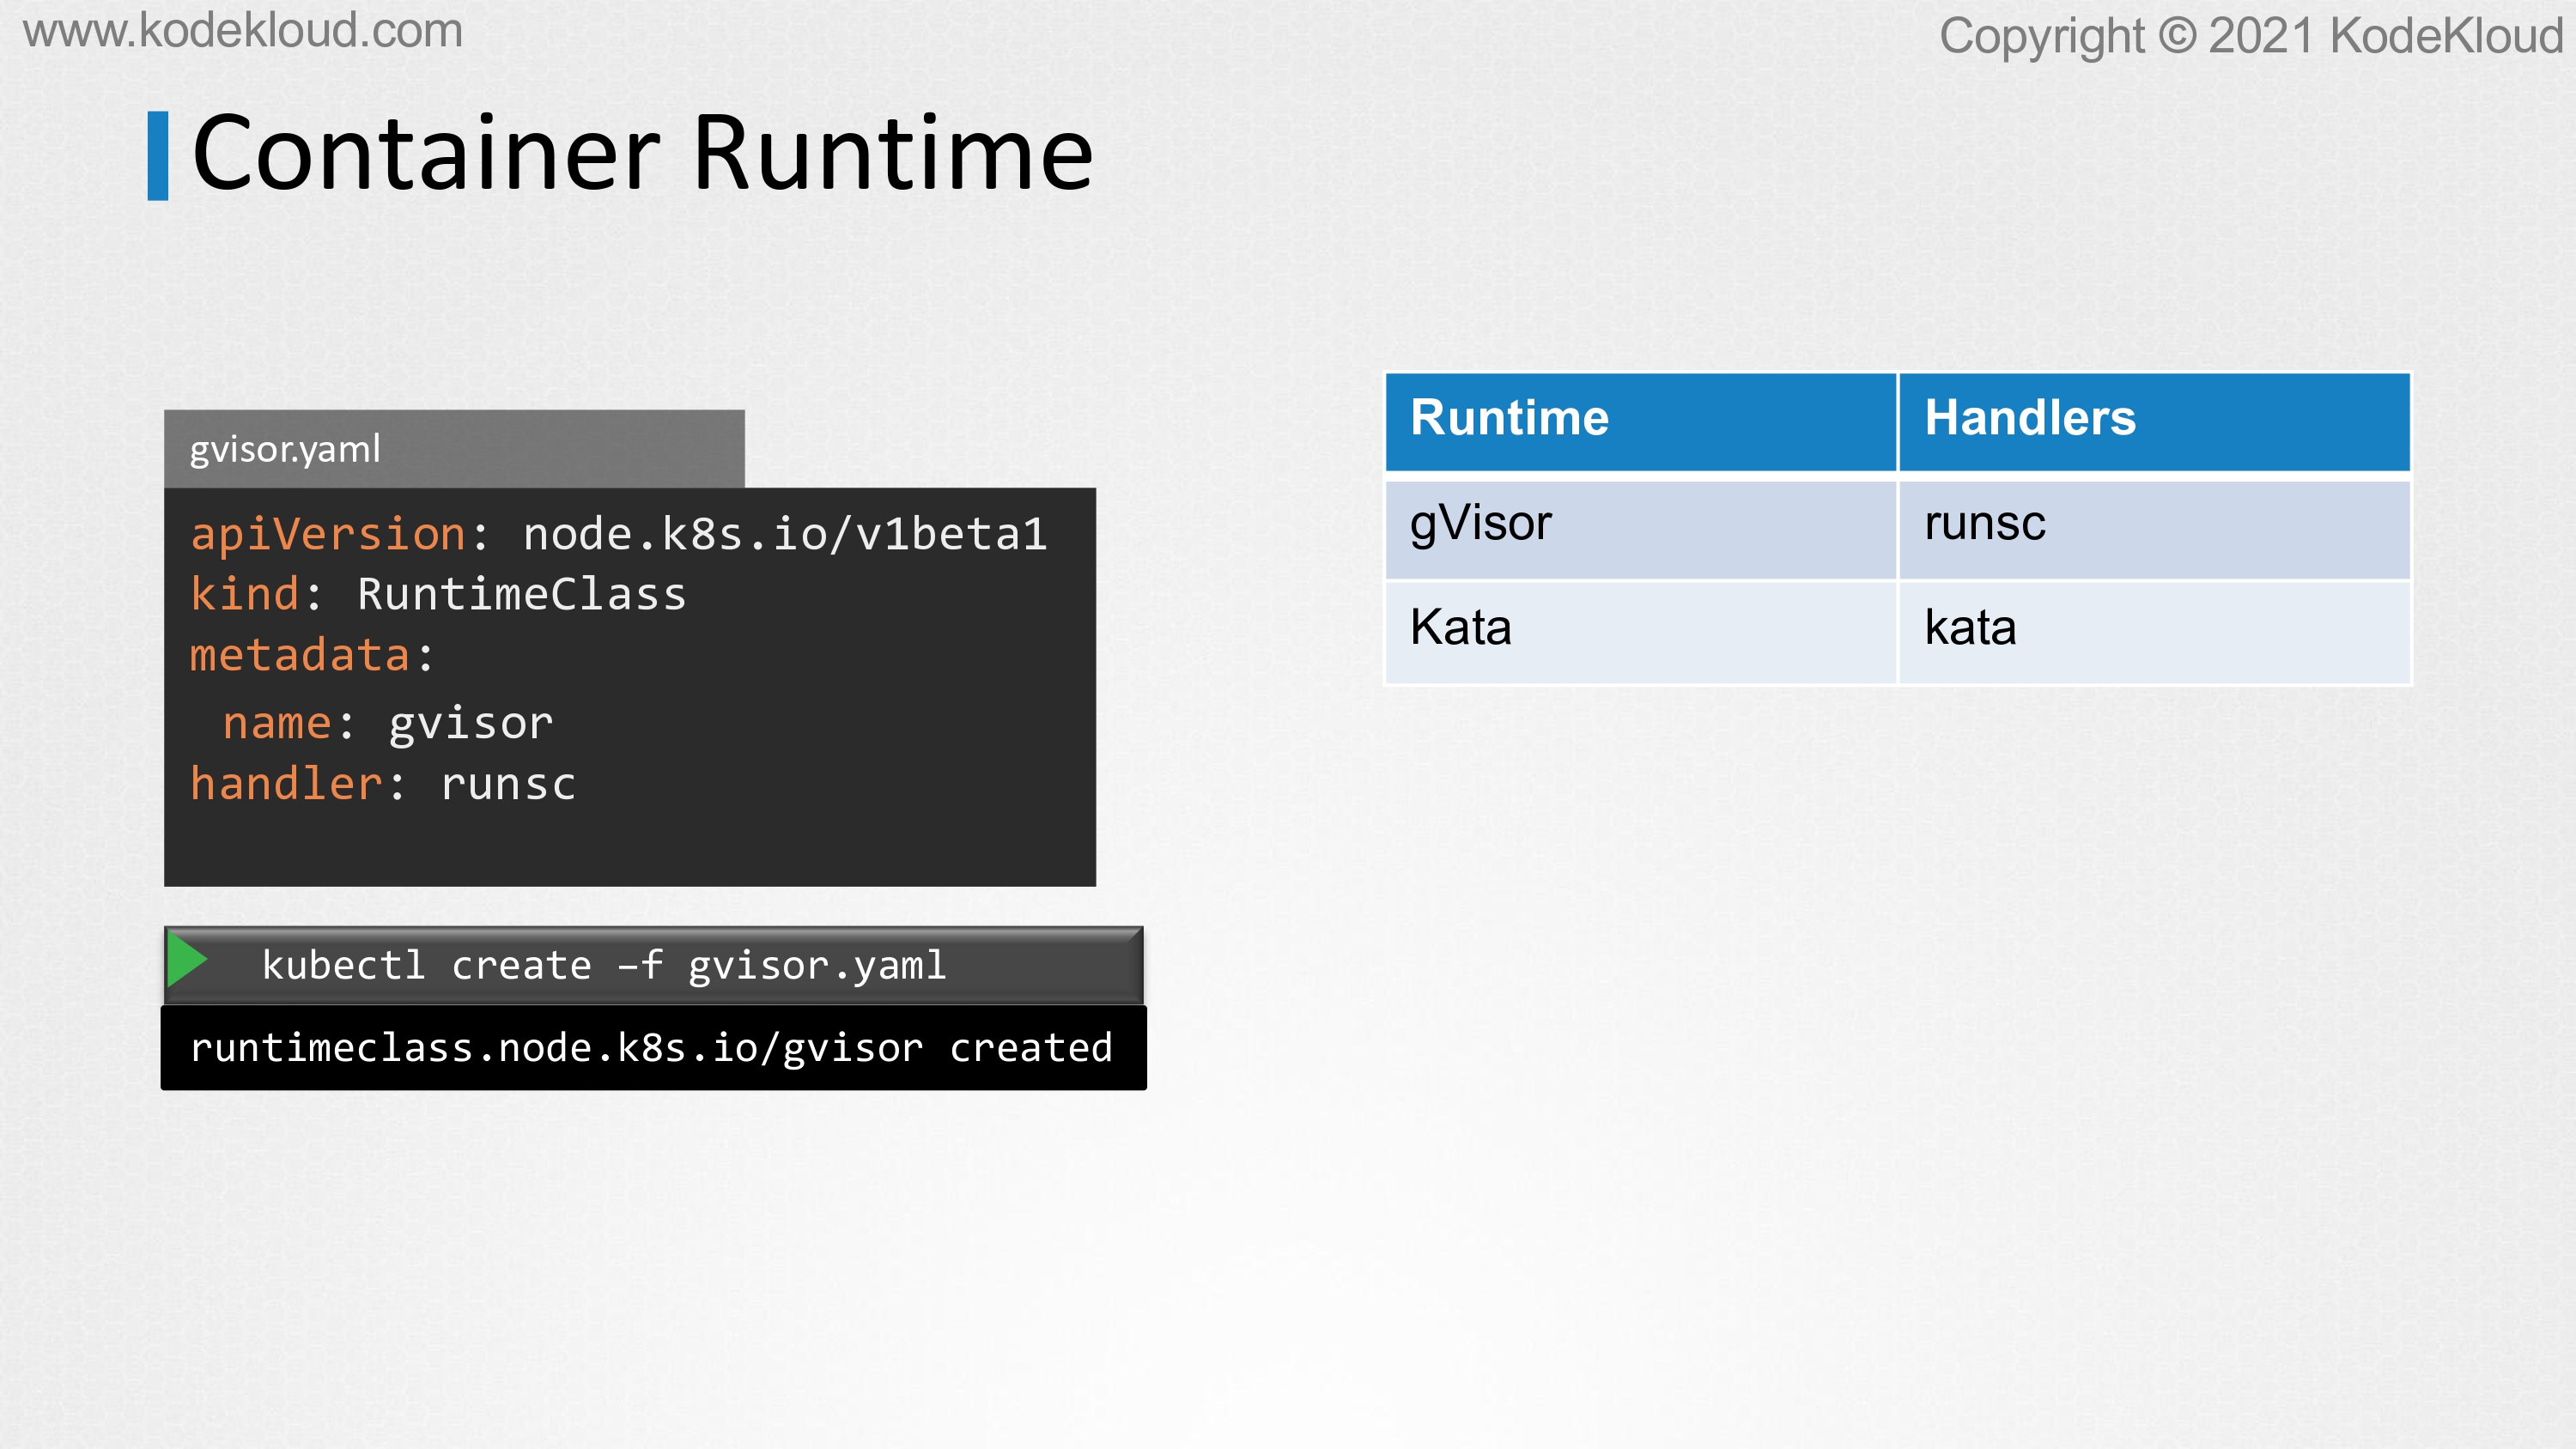 www.kodekloud.com
Copyright © 2021 KodeKloud
Container Runtime
gvisor.yaml
apiVersion: node.k8s.io/v1beta1
kind: RuntimeClass
metadata:
 name: gvisor
handler: runsc
kubectl create –f gvisor.yaml
runtimeclass.node.k8s.io/gvisor created
Runtime Handlers
gVisor runsc
Kata kata